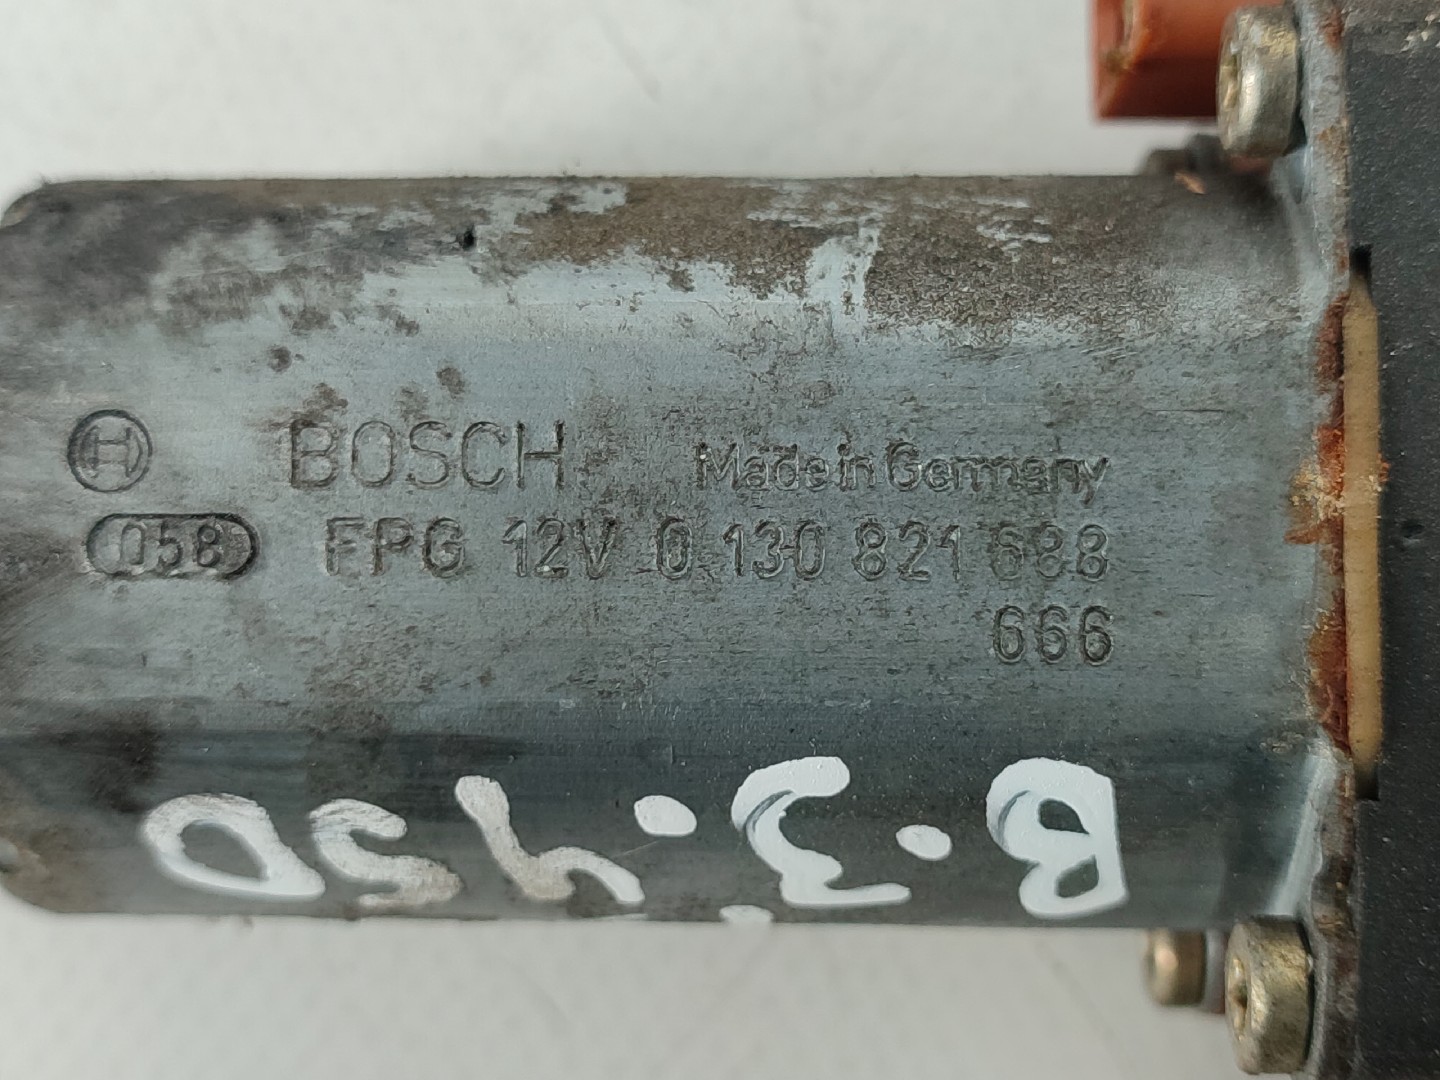 BOSCH Made in Germany
058 FPG 12V 0 130 821 688
666
B·3·450